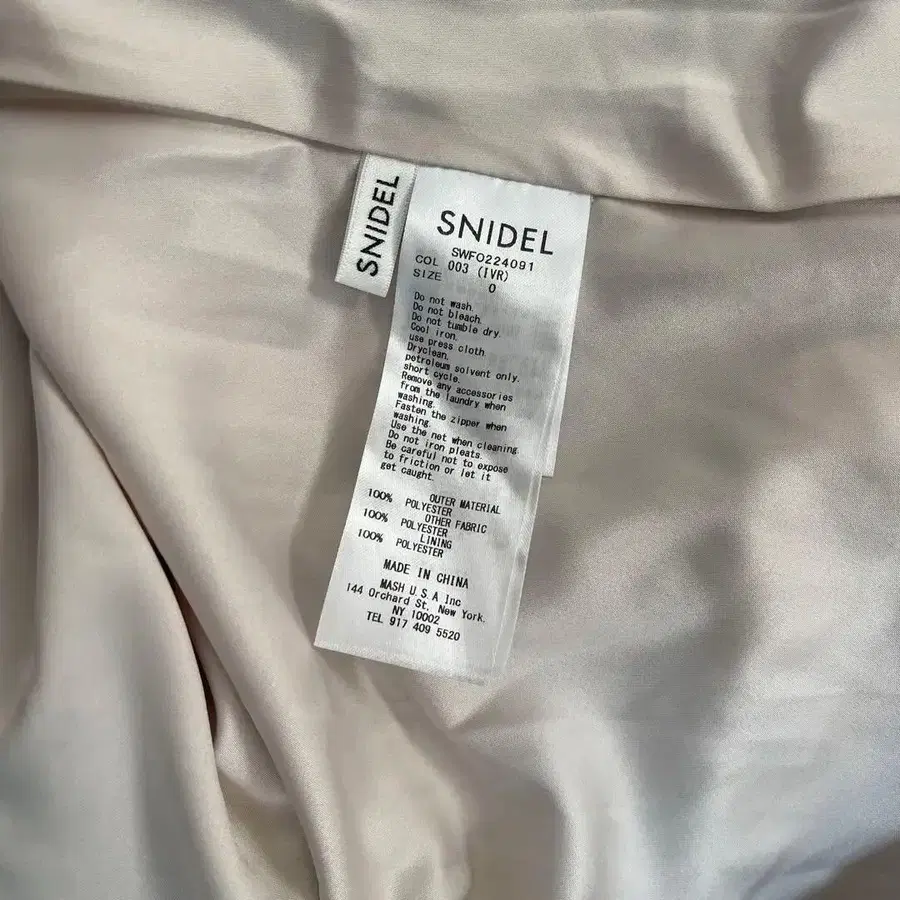 SNIDEL
SNIDEL
SWFO224091
COL 003 (IVR)
SIZE 0
Do not wash.
Do not bleach.
Do not tumble dry.
Cool iron.
use press cloth.
Dryclean.
petroleum solvent only.
short cycle.
Remove any accessories
from the laundry when
washing.
Fasten the zipper when
washing.
Use the net when cleaning.
Do not iron pleats.
Be careful not to expose
to friction or let it
get caught.
OUTER MATERIAL
100% POLYESTER
OTHER FABRIC
100% POLYESTER
LINING
100% POLYESTER
MADE IN CHINA
MASH U.S.A Inc
144 Orchard St. New York.
NY 10002
TEL 917 409 5520